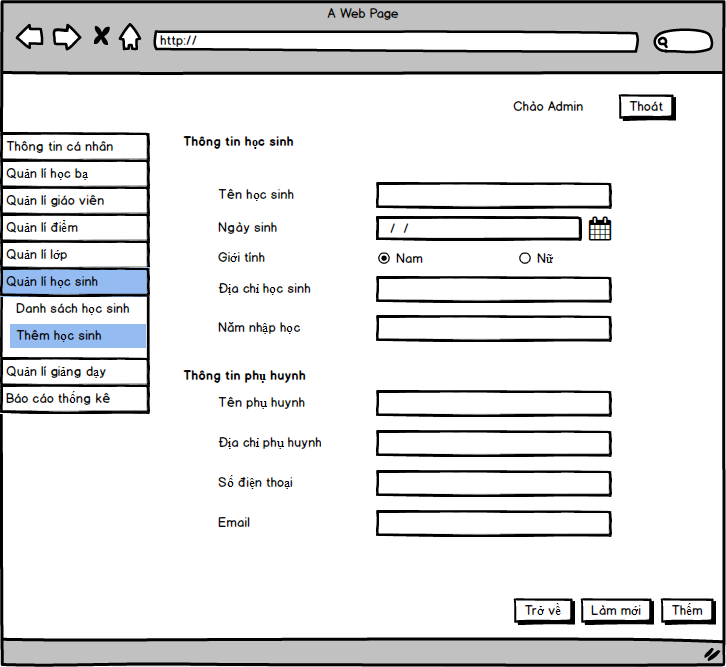 A Web Page
http://
Chào Admin
Thoát
Thông tin cá nhân
Quản lí học bạ
Quản lí giáo viên
Quản lí điểm
Quản lí lớp
Quản lí học sinh
Danh sách học sinh
Thêm học sinh
Quản lí giảng dạy
Báo cáo thống kê
Thông tin học sinh
Tên học sinh
Ngày sinh
/ /
Giới tính
Nam
Nữ
Địa chỉ học sinh
Năm nhập học
Thông tin phụ huynh
Tên phụ huynh
Địa chỉ phụ huynh
Số điện thoại
Email
Trở về
Làm mới
Thếm